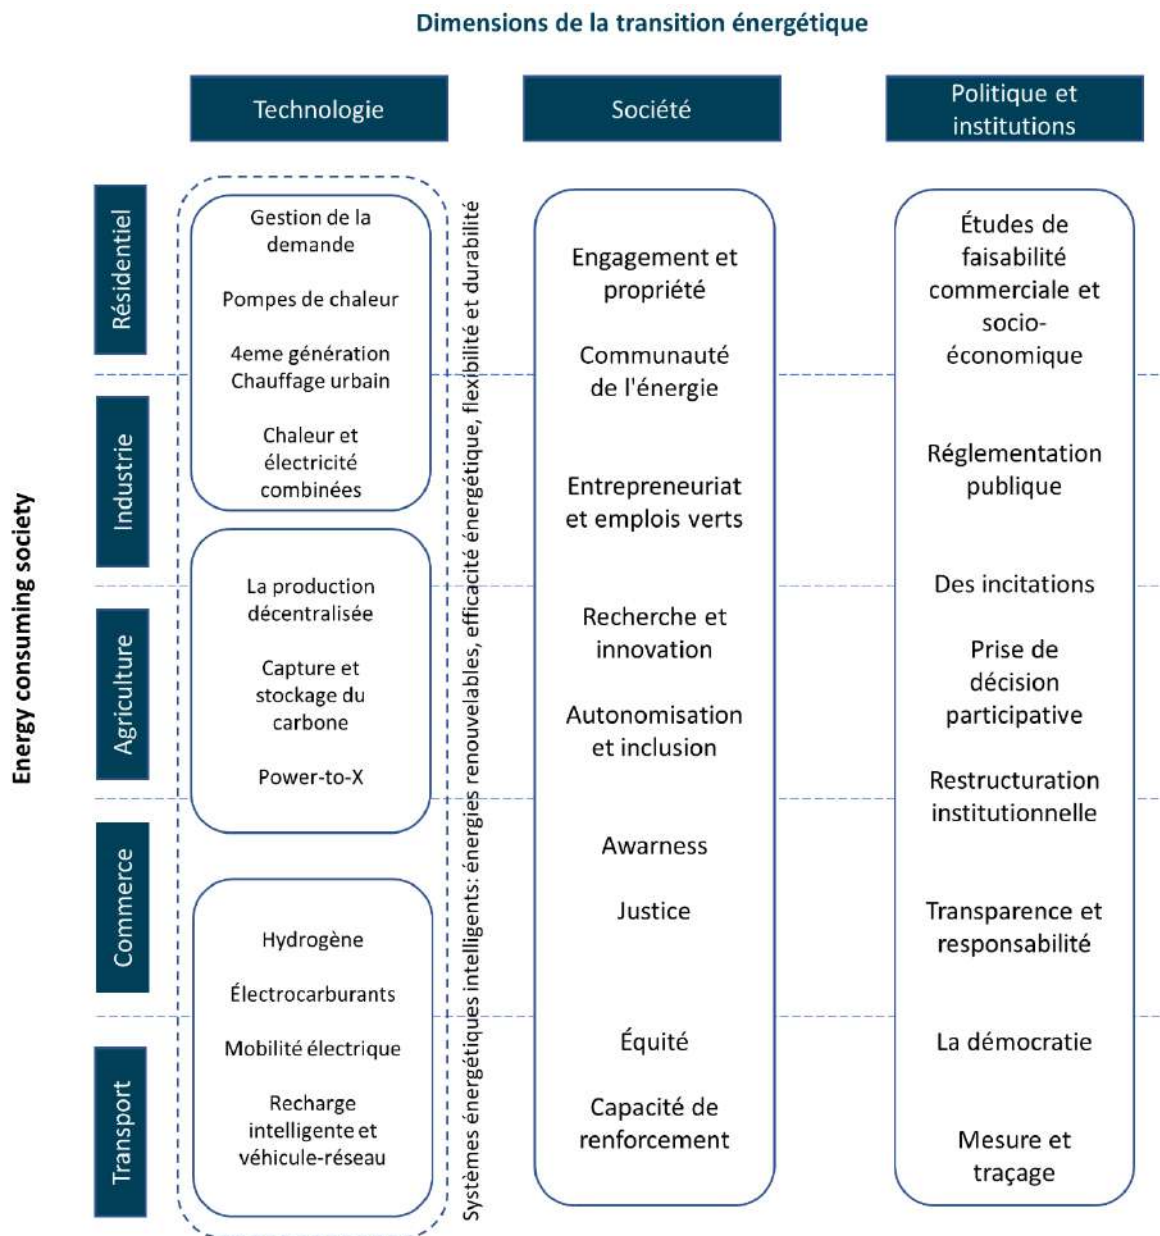 Dimensions de la transition énergétique
Technologie
Société
Politique et
institutions
Energy consuming society
Résidentiel
Industrie
Agriculture
Commerce
Transport
Gestion de la
demande
Pompes de chaleur
4eme génération
Chauffage urbain
Chaleur et
électricité
combinées
La production
décentralisée
Capture et
stockage du
carbone
Power-to-X
Hydrogène
Électrocarburants
Mobilité électrique
Recharge
intelligente et
véhicule-réseau
Systèmes énergétiques intelligents: énergies renouvelables, efficacité énergétique, flexibilité et durabilité
Engagement et
propriété
Communauté
de l'énergie
Entrepreneuriat
et emplois verts
Recherche et
innovation
Autonomisation
et inclusion
Awarness
Justice
Équité
Capacité de
renforcement
Études de
faisabilité
commerciale et
socio-
économique
Réglementation
publique
Des incitations
Prise de
décision
participative
Restructuration
institutionnelle
Transparence et
responsabilité
La démocratie
Mesure et
traçage